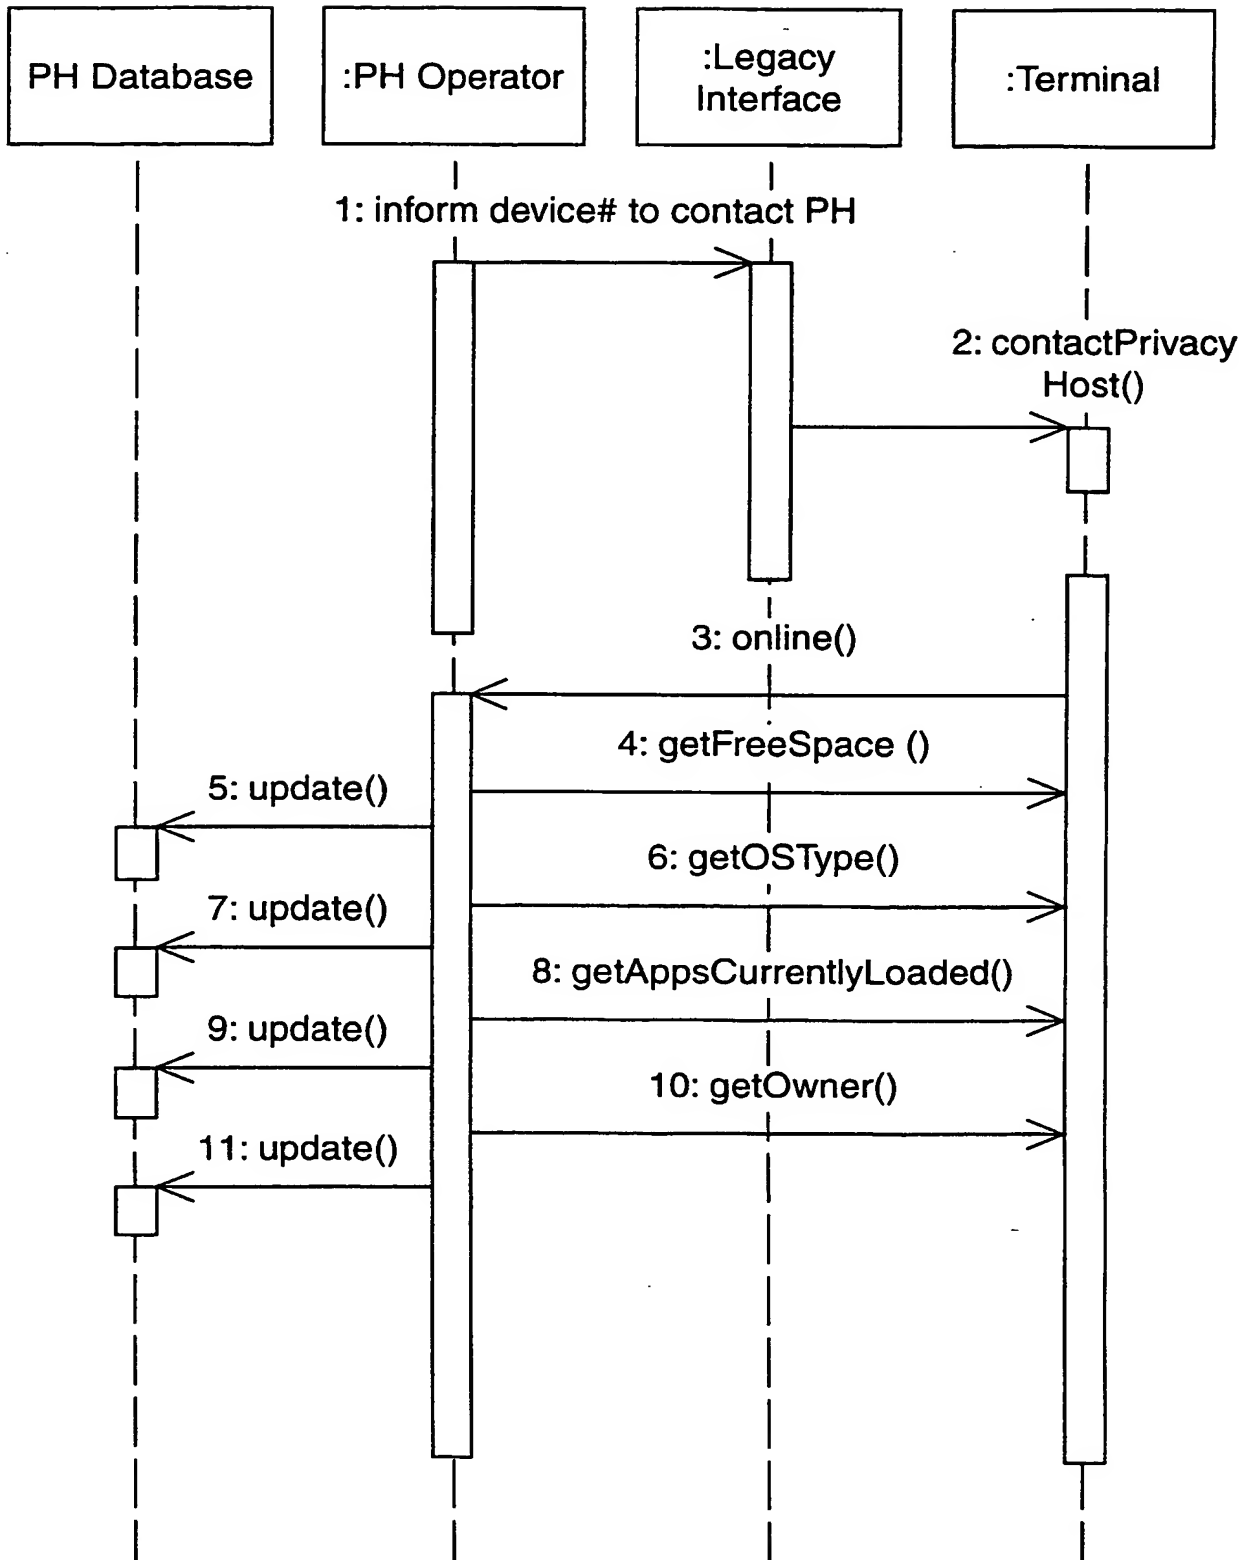 PH Database
:PH Operator
:Legacy
Interface
:Terminal
1: inform device# to contact PH
2: contactPrivacy
Host()
3: online()
4: getFreeSpace ()
5: update()
6: getOSType()
7: update()
8: getAppsCurrentlyLoaded()
9: update()
10: getOwner()
11: update()